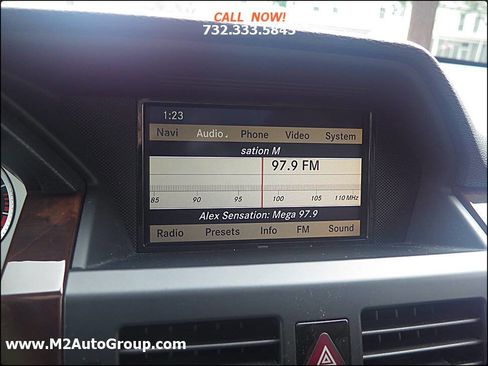 CALL NOW!
732.333.5843
1:23
Navi Audio Phone Video System
sation M
97.9 FM
85 90 95 100 105 110 MHz
Alex Sensation: Mega 97.9
Radio Presets Info FM Sound
www.M2AutoGroup.com